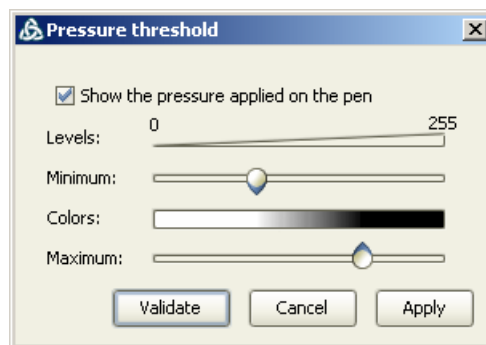 Pressure threshold
Show the pressure applied on the pen
0 255
Levels:
Minimum:
Colors:
Maximum:
Validate Cancel Apply